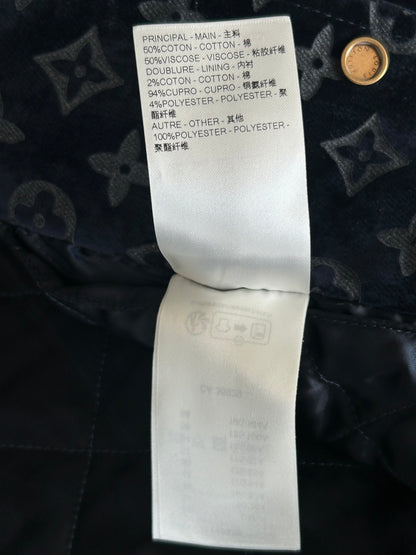 PRINCIPAL - MAIN - 主料
50%COTON - COTTON - 棉
50%VISCOSE - VISCOSE - 粘胶纤维
DOUBLURE - LINING - 内衬
2%COTON - COTTON - 棉
94%CUPRO - CUPRO - 铜氨纤维
4%POLYESTER - POLYESTER - 聚
酯纤维
AUTRE - OTHER - 其他
100%POLYESTER - POLYESTER -
聚酯纤维